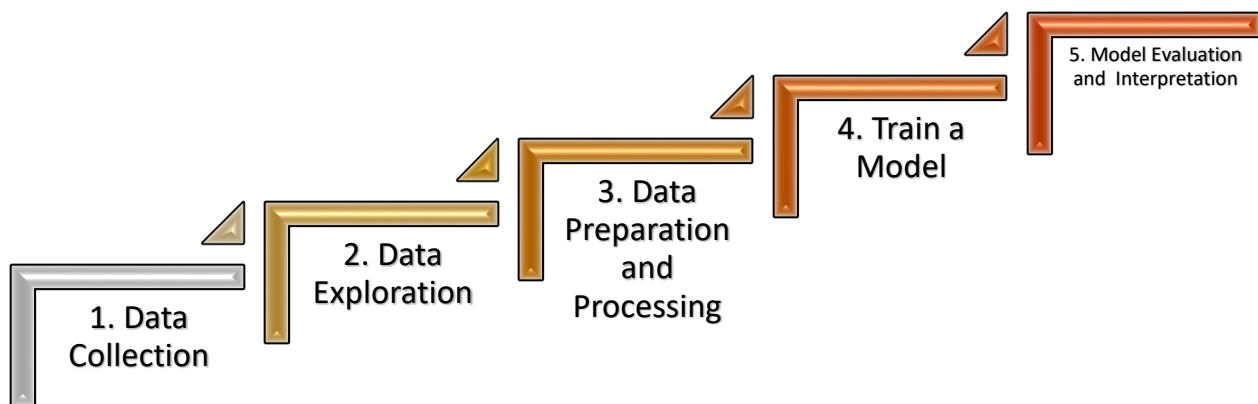 1. Data
Collection
2. Data
Exploration
3. Data
Preparation
and
Processing
4. Train a
Model
5. Model Evaluation
and Interpretation